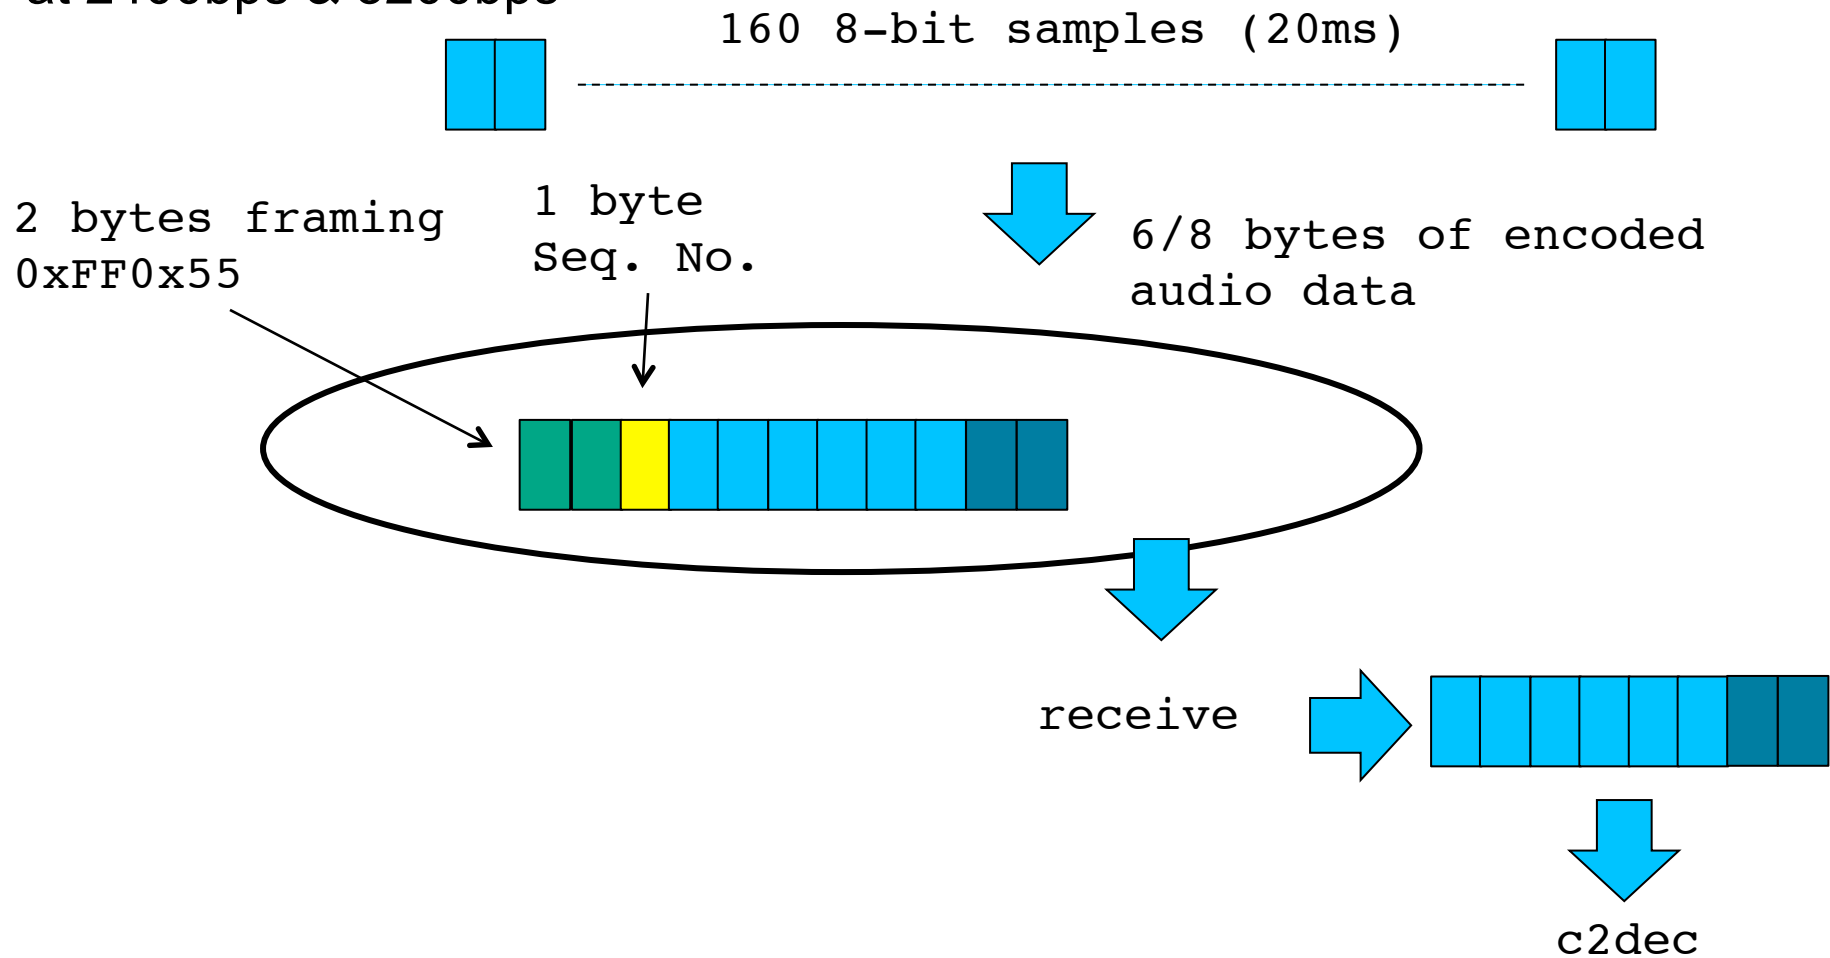 160 8-bit samples (20ms)
2 bytes framing
0xFF0x55
1 byte
Seq. No.
6/8 bytes of encoded
audio data
receive
c2dec